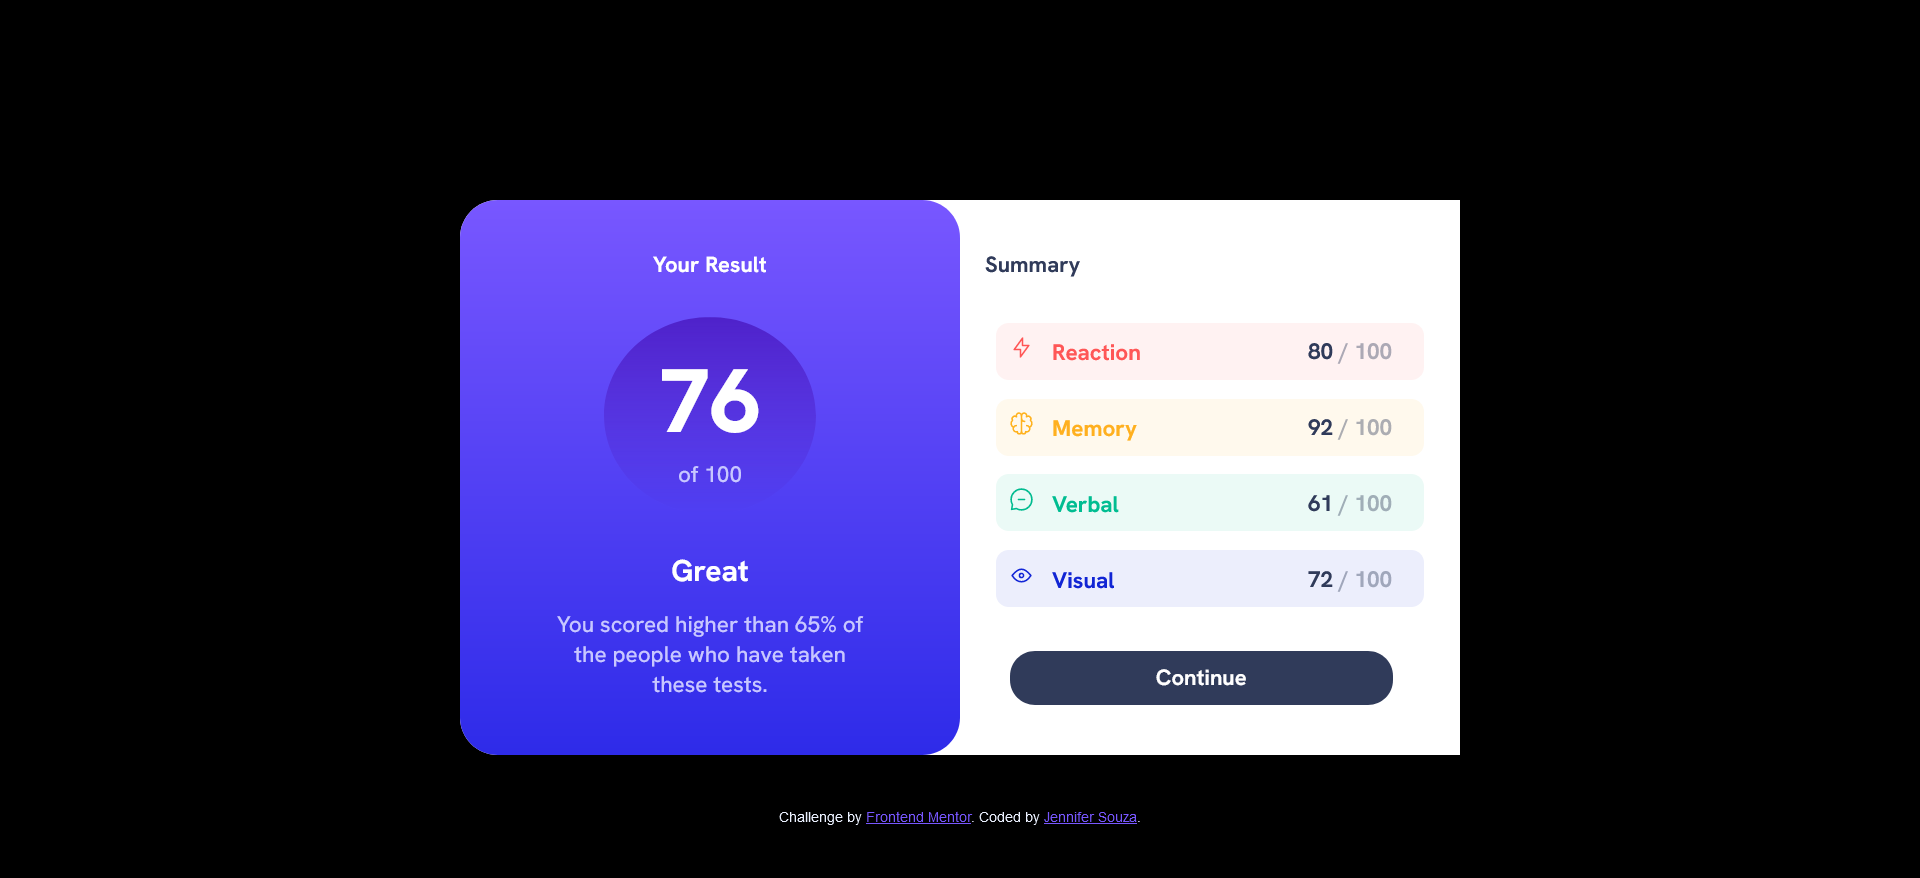 Your Result
76
of 100
Great
You scored higher than 65% of
the people who have taken
these tests.
Summary
Reaction 80 / 100
Memory 92 / 100
Verbal 61 / 100
Visual 72 / 100
Continue
Challenge by Frontend Mentor. Coded by Jennifer Souza.